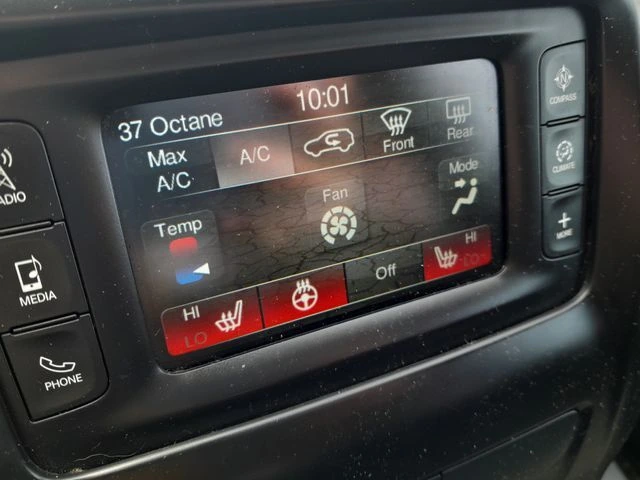 10:01
37 Octane
Max
A/C
A/C
Front
Rear
Temp
Fan
Mode
HI
LO
Off
HI
LO
RADIO
MEDIA
PHONE
N
COMPASS
CLIMATE
+
MORE